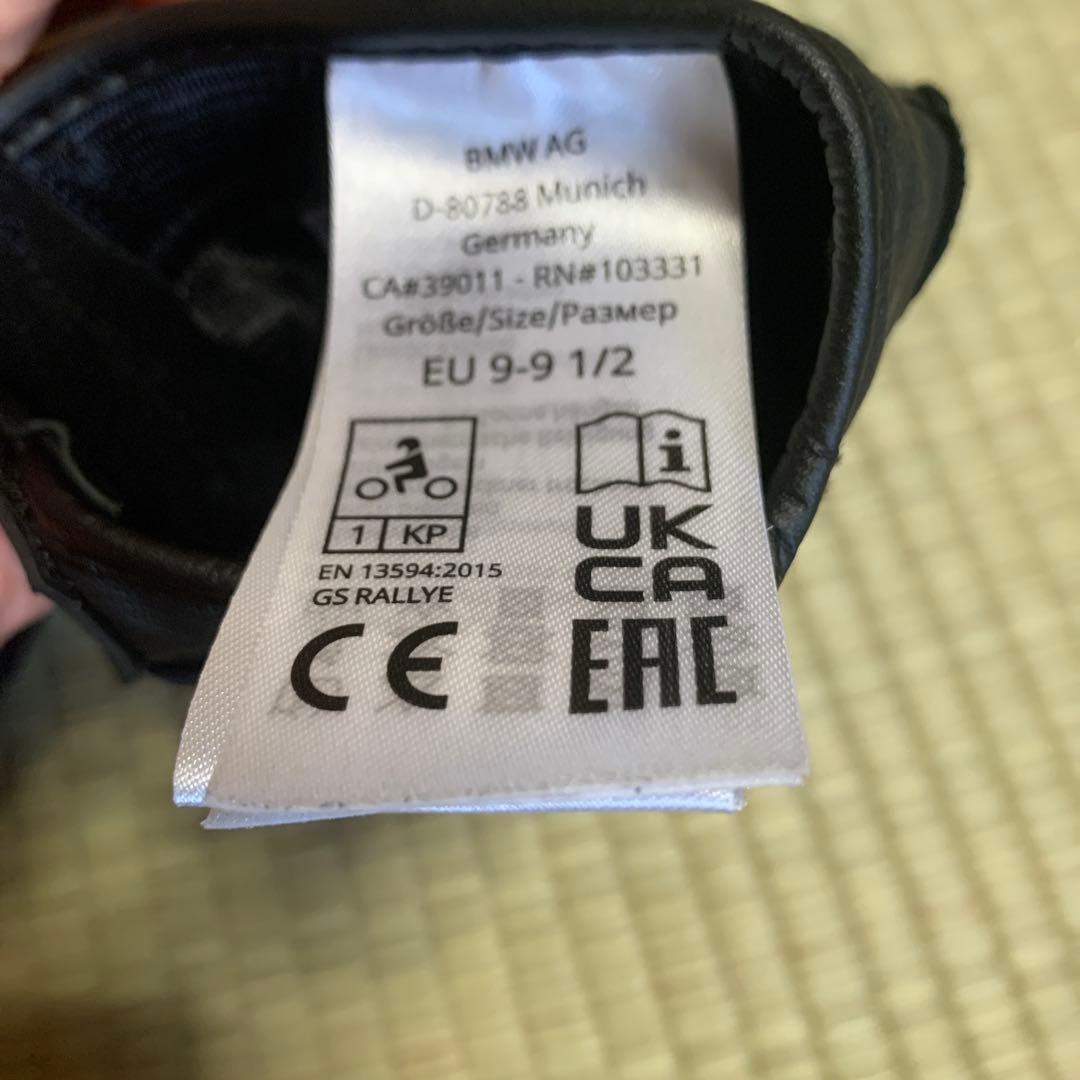 BMW AG
D-80788 Munich
Germany
CA#39011 - RN#103331
Größe/Size/Размер
EU 9-9 1/2
i
1 KP
UK
CA
EN 13594:2015
GS RALLYE
CE
EAC